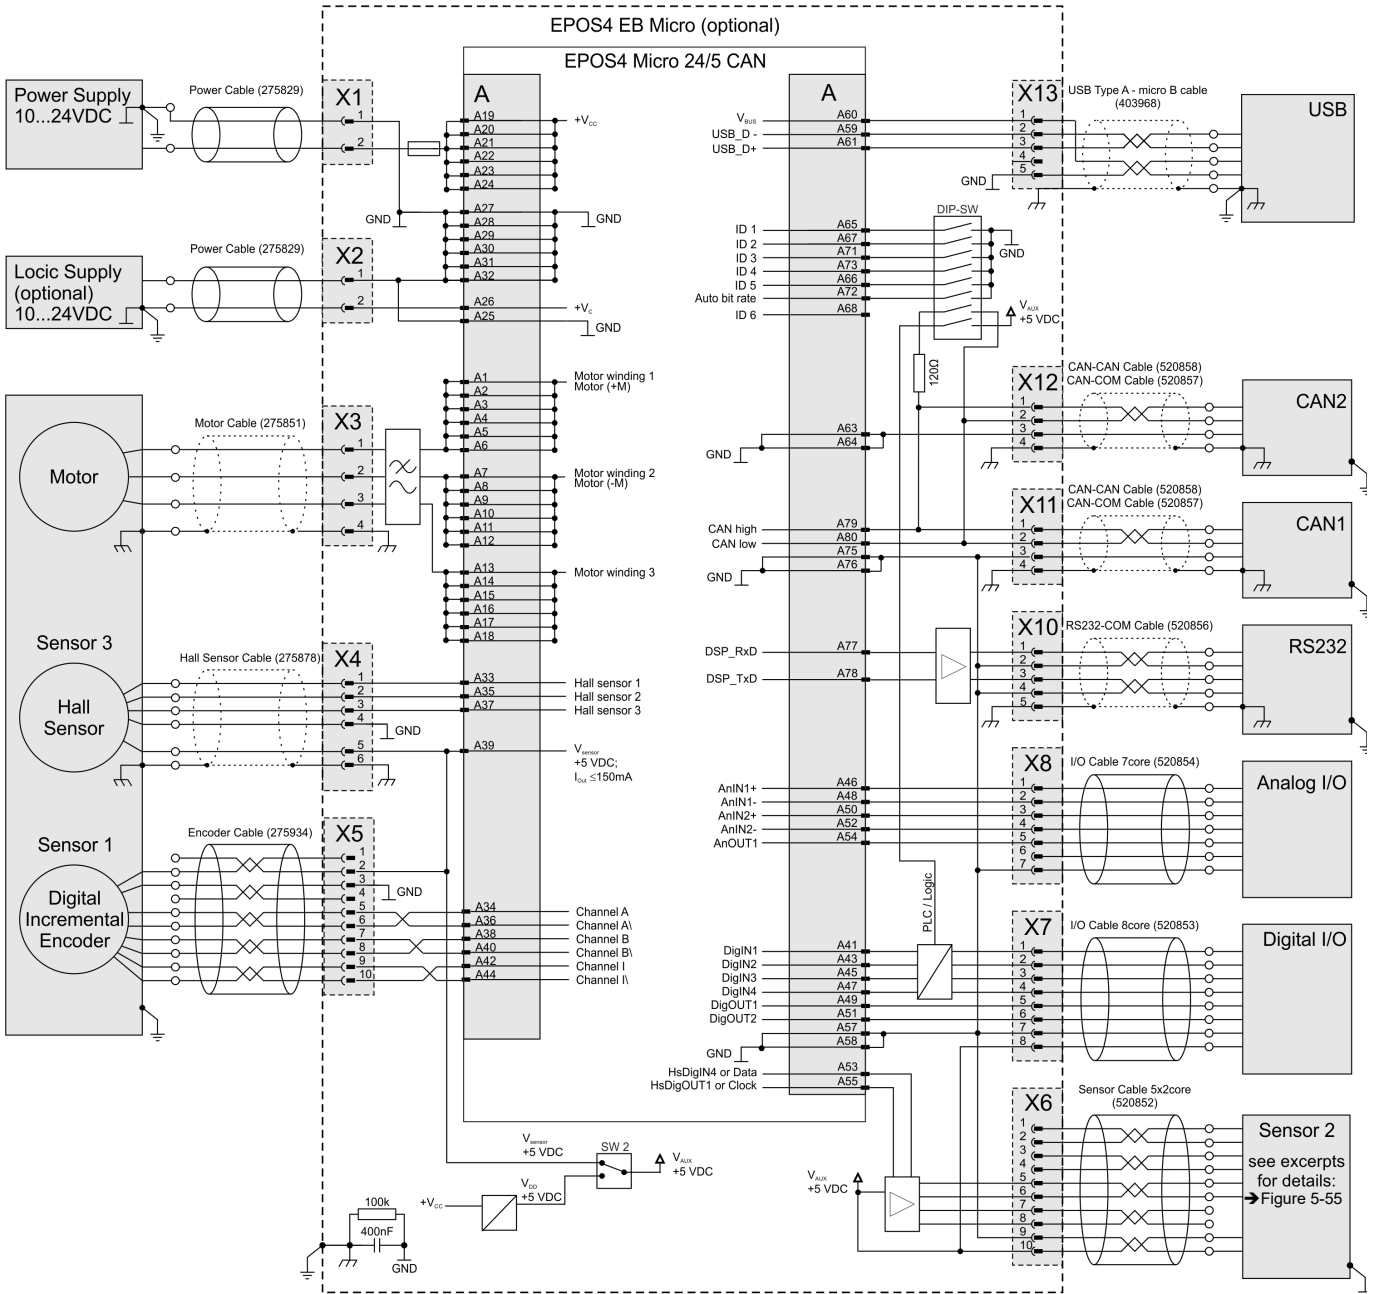 EPOS4 EB Micro (optional)
EPOS4 Micro 24/5 CAN
Power Supply
10...24VDC
Power Cable (275829)
X1
1
2
A
A19
A20
A21
A22
A23
A24
+Vcc
A27
A28
A29
A30
A31
A32
GND
GND
Locic Supply
(optional)
10...24VDC
Power Cable (275829)
X2
1
2
A26
A25
+Vc
GND
Motor
Motor Cable (275851)
X3
1
2
3
4
A1
A2
A3
A4
A5
A6
Motor winding 1
Motor (+M)
A7
A8
A9
A10
A11
A12
Motor winding 2
Motor (-M)
A13
A14
A15
A16
A17
A18
Motor winding 3
Sensor 3
Hall
Sensor
Hall Sensor Cable (275878)
X4
1
2
3
4
5
6
GND
A33
A35
A37
A39
Hall sensor 1
Hall sensor 2
Hall sensor 3
Vsensor
+5 VDC;
IOut ≤150mA
Sensor 1
Digital
Incremental
Encoder
Encoder Cable (275934)
X5
1
2
3
4
5
6
7
8
9
10
GND
A34
A36
A38
A40
A42
A44
Channel A
Channel A\
Channel B
Channel B\
Channel I
Channel I\
Vsensor
+5 VDC
SW 2
VAUX
+5 VDC
VDD
+5 VDC
+Vcc
100k
400nF
GND
A
VBUS
USB_D -
USB_D+
A60
A59
A61
X13
1
2
3
4
5
GND
USB Type A - micro B cable
(403968)
USB
DIP-SW
ID 1
ID 2
ID 3
ID 4
ID 5
Auto bit rate
ID 6
A65
A67
A71
A73
A66
A72
A68
GND
VAUX
+5 VDC
120Ω
CAN-CAN Cable (520858)
CAN-COM Cable (520857)
X12
1
2
3
4
CAN2
A63
A64
GND
CAN-CAN Cable (520858)
CAN-COM Cable (520857)
X11
1
2
3
4
CAN1
CAN high
CAN low
A79
A80
A75
A76
GND
X10
RS232-COM Cable (520856)
1
2
3
4
5
RS232
DSP_RxD
DSP_TxD
A77
A78
X8
I/O Cable 7core (520854)
1
2
3
4
5
6
7
Analog I/O
AnIN1+
AnIN1-
AnIN2+
AnIN2-
AnOUT1
A46
A48
A50
A52
A54
PLC / Logic
X7
I/O Cable 8core (520853)
1
2
3
4
5
6
7
8
Digital I/O
DigIN1
DigIN2
DigIN3
DigIN4
DigOUT1
DigOUT2
GND
A41
A43
A45
A47
A49
A51
A57
A58
HsDigIN4 or Data
HsDigOUT1 or Clock
A53
A55
X6
Sensor Cable 5x2core
(520852)
1
2
3
4
5
6
7
8
9
10
VAUX
+5 VDC
Sensor 2
see excerpts
for details:
➔Figure 5-55